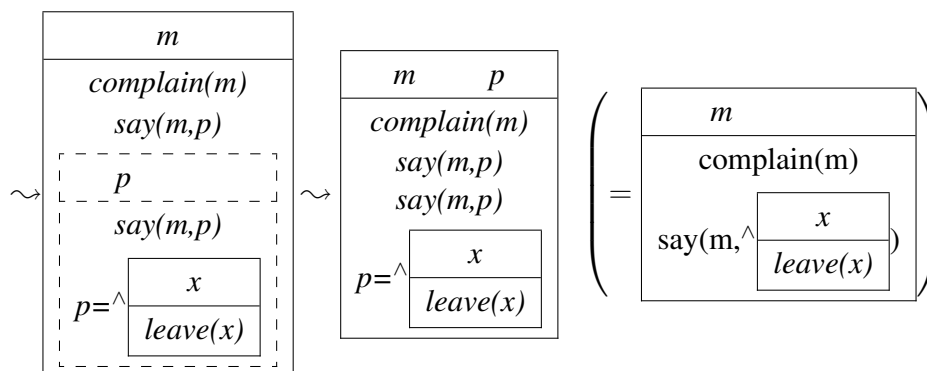 ⤳
m
complain(m)
say(m,p)
p
say(m,p)
p=^
x
leave(x)
⤳
m p
complain(m)
say(m,p)
say(m,p)
p=^
x
leave(x)
( =
m
complain(m)
say(m,^
x
leave(x)
)
)